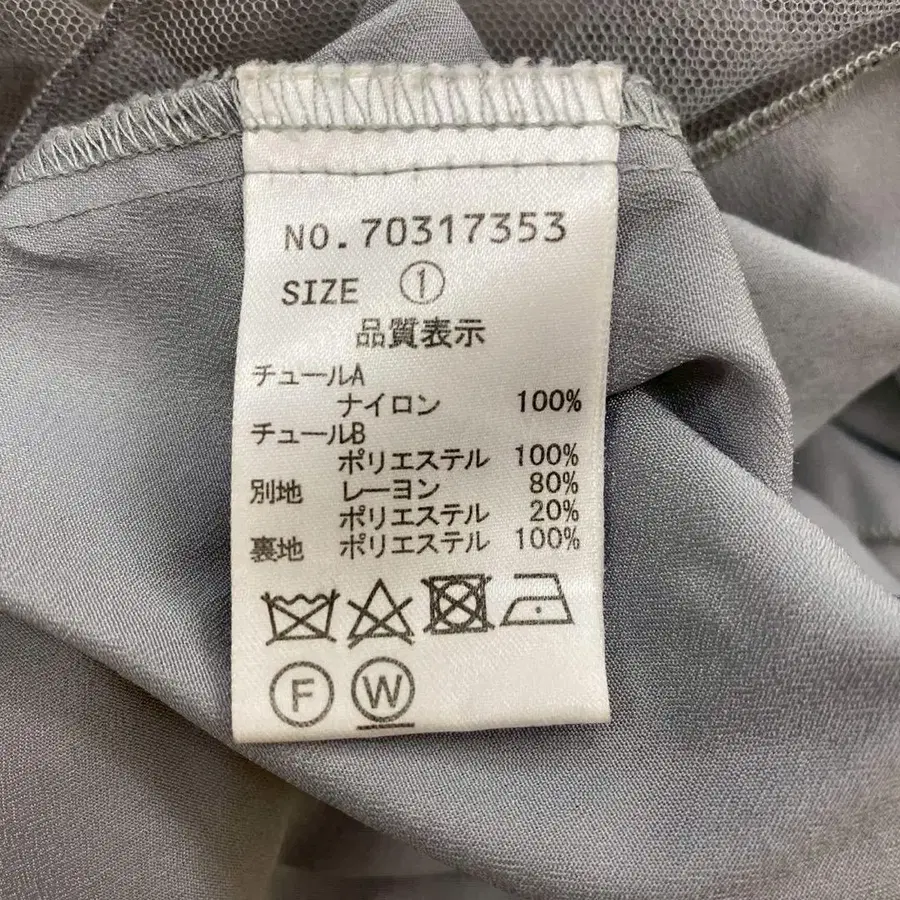 NO.70317353
SIZE ①
品質表示
チュールA
ナイロン 100%
チュールB
ポリエステル 100%
別地 レーヨン 80%
ポリエステル 20%
裏地 ポリエステル 100%
F W